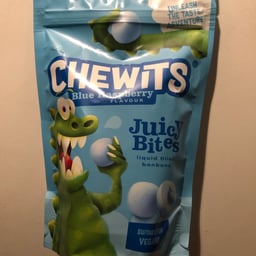 UNLEASH
THE TASTE
ADVENTURE
CHEWITS
Blue Raspberry
FLAVOUR
Juicy
Bites
liquid filled
bonbons
SUITABLE FOR
VEGANS